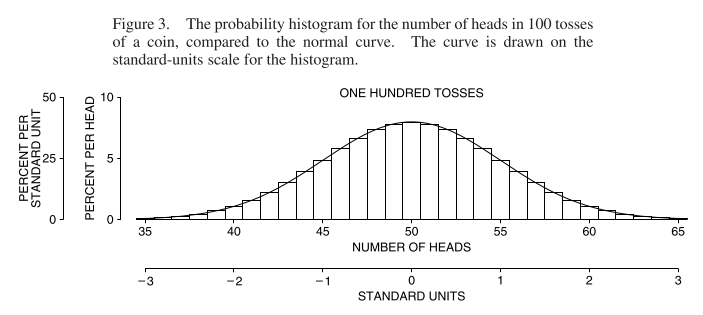 Figure 3. The probability histogram for the number of heads in 100 tosses
of a coin, compared to the normal curve. The curve is drawn on the
standard-units scale for the histogram.
ONE HUNDRED TOSSES
PERCENT PER
STANDARD UNIT
50
25
0
PERCENT PER HEAD
10
5
0
35 40 45 50 55 60 65
NUMBER OF HEADS
−3 −2 −1 0 1 2 3
STANDARD UNITS